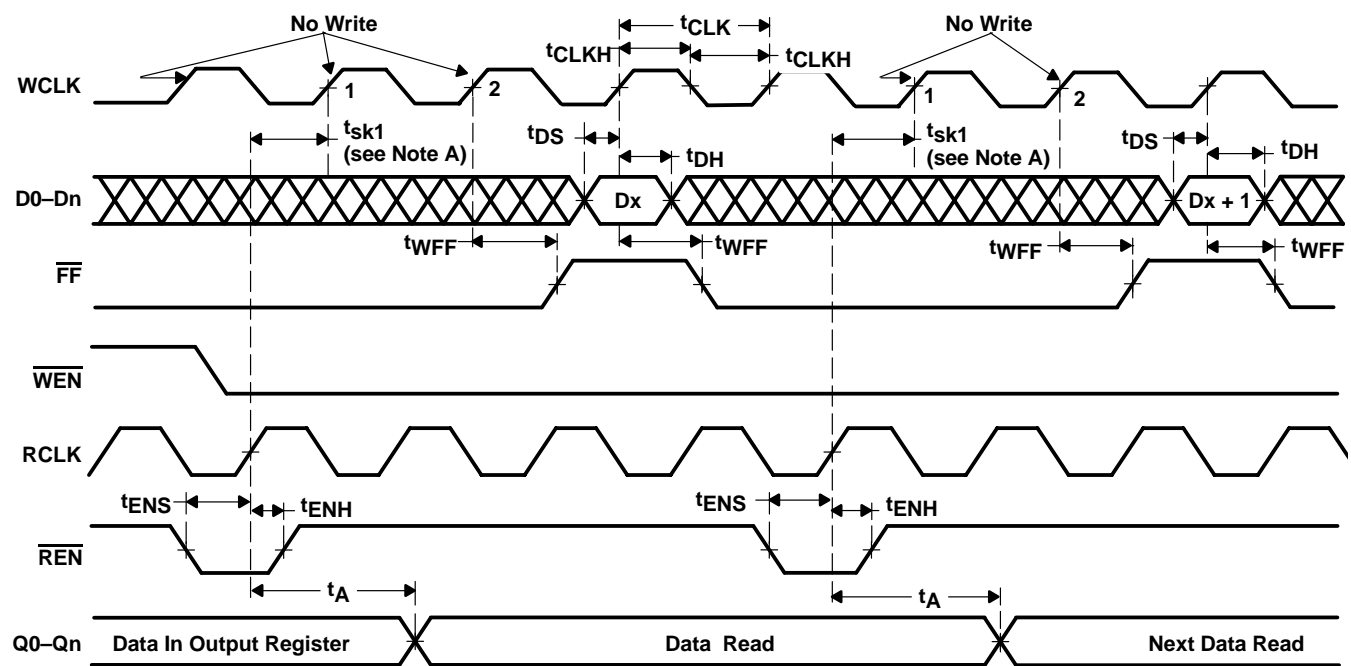 No Write
tCLK
No Write
tCLKH
tCLKH
WCLK
1
2
1
2
tsk1
(see Note A)
tDS
tDH
tsk1
(see Note A)
tDS
tDH
D0–Dn
Dx
Dx + 1
tWFF
tWFF
tWFF
tWFF
FF
WEN
RCLK
tENS
tENH
tENS
tENH
REN
tA
tA
Q0–Qn
Data In Output Register
Data Read
Next Data Read